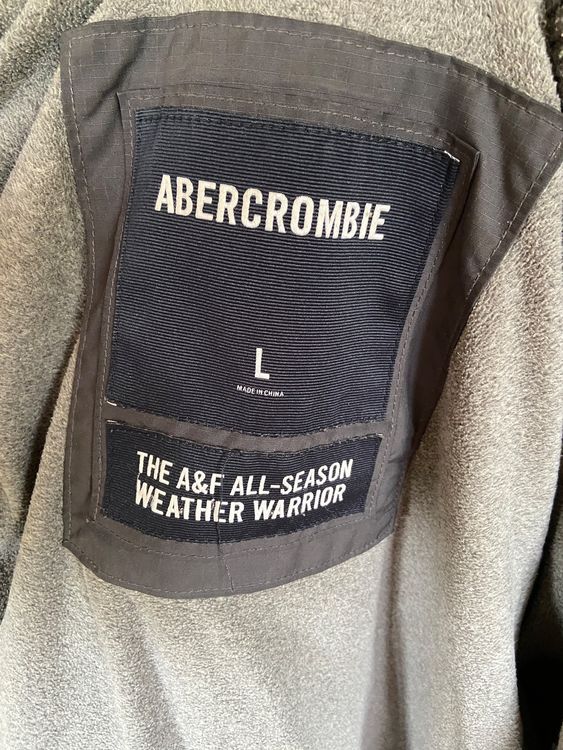 ABERCROMBIE
L
MADE IN CHINA
THE A&F ALL-SEASON
WEATHER WARRIOR